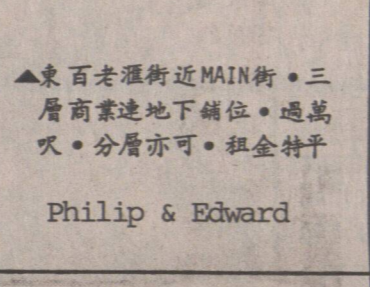 ▲東百老滙街近MAIN街•三
層商業連地下鋪位•過萬
呎•分層亦可•租金特平
Philip & Edward